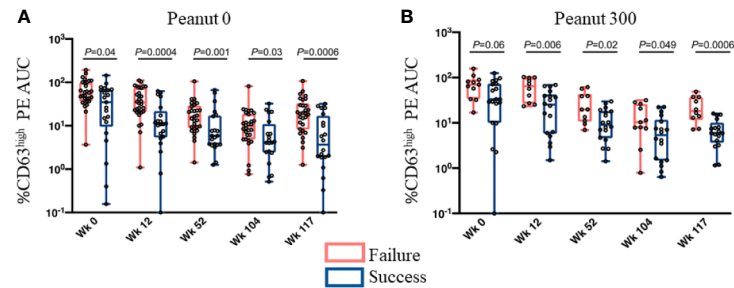 A
Peanut 0
%CD63high PE AUC
10³
10²
10¹
10⁰
10-¹
P=0.04
P=0.0004
P=0.001
P=0.03
P=0.0006
Wk 0
Wk 12
Wk 52
Wk 104
Wk 117
B
Peanut 300
%CD63high PE AUC
10³
10²
10¹
10⁰
10-¹
P=0.06
P=0.006
P=0.02
P=0.049
P=0.0006
Wk 0
Wk 12
Wk 52
Wk 104
Wk 117
Failure
Success